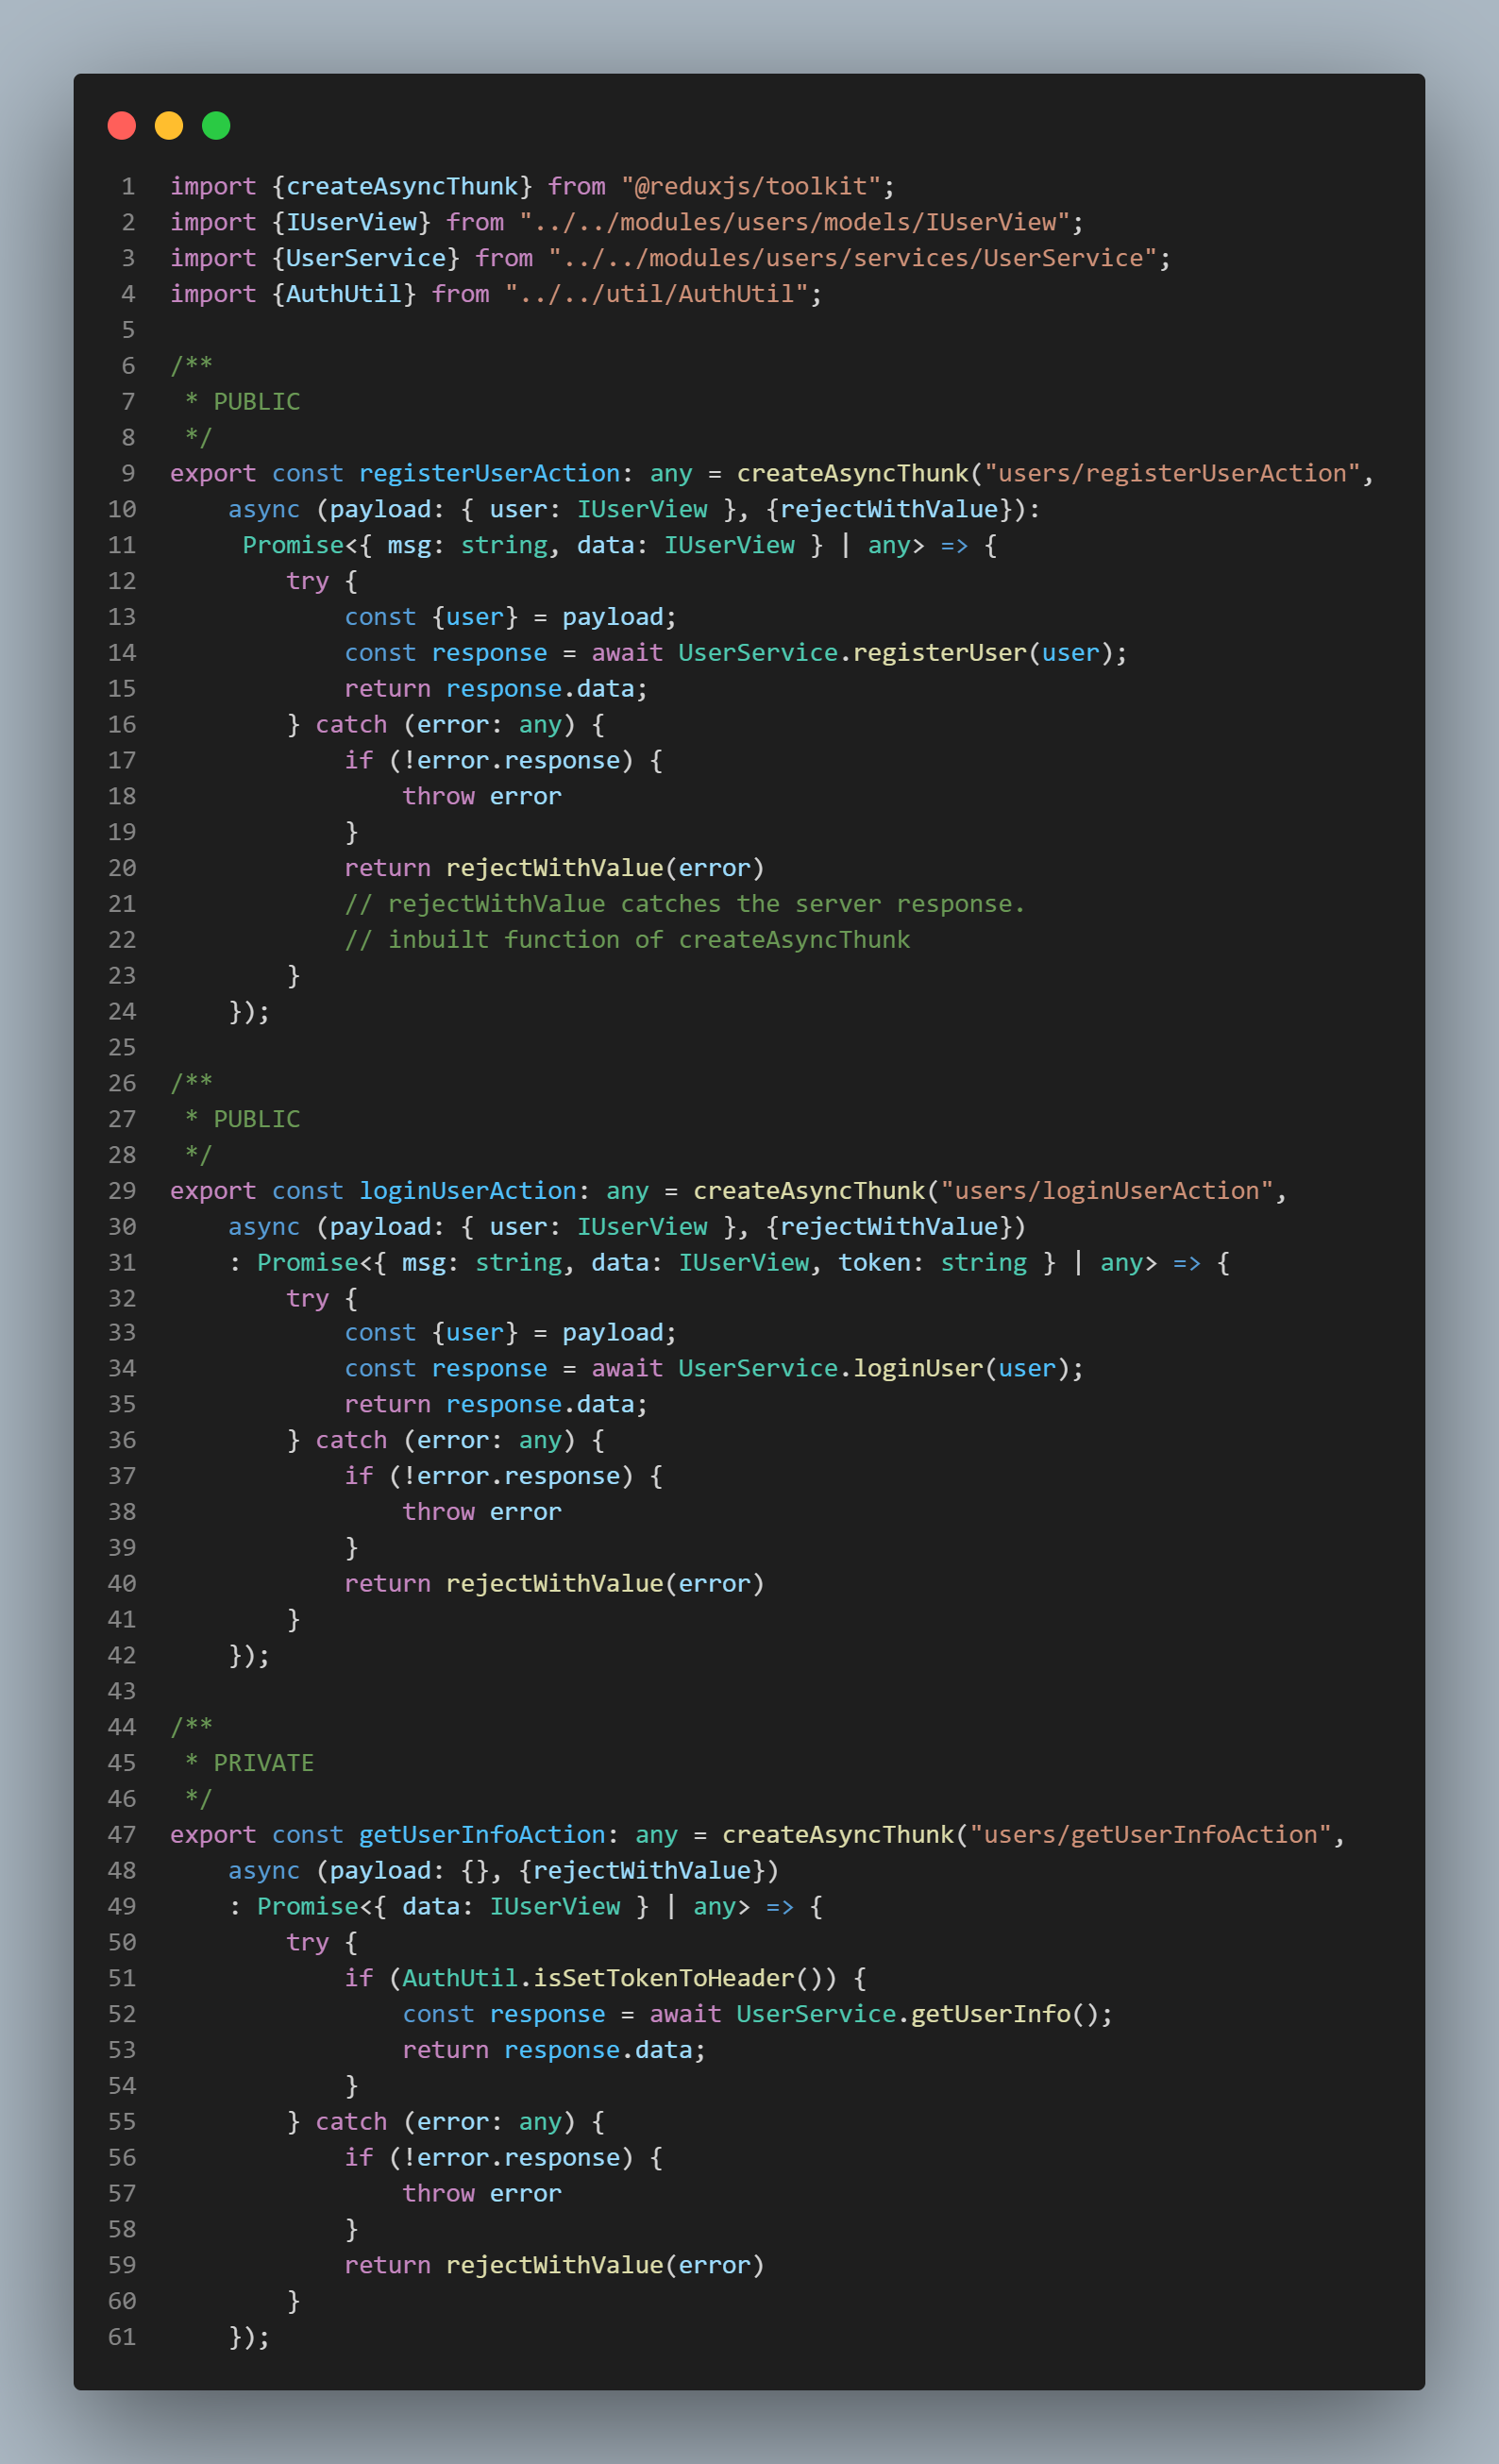 1 import {createAsyncThunk} from "@reduxjs/toolkit";
2 import {IUserView} from "../../modules/users/models/IUserView";
3 import {UserService} from "../../modules/users/services/UserService";
4 import {AuthUtil} from "../../util/AuthUtil";
5
6 /**
7  * PUBLIC
8  */
9 export const registerUserAction: any = createAsyncThunk("users/registerUserAction",
10     async (payload: { user: IUserView }, {rejectWithValue}):
11      Promise<{ msg: string, data: IUserView } | any> => {
12         try {
13             const {user} = payload;
14             const response = await UserService.registerUser(user);
15             return response.data;
16         } catch (error: any) {
17             if (!error.response) {
18                 throw error
19             }
20             return rejectWithValue(error)
21             // rejectWithValue catches the server response.
22             // inbuilt function of createAsyncThunk
23         }
24     });
25
26 /**
27  * PUBLIC
28  */
29 export const loginUserAction: any = createAsyncThunk("users/loginUserAction",
30     async (payload: { user: IUserView }, {rejectWithValue})
31     : Promise<{ msg: string, data: IUserView, token: string } | any> => {
32         try {
33             const {user} = payload;
34             const response = await UserService.loginUser(user);
35             return response.data;
36         } catch (error: any) {
37             if (!error.response) {
38                 throw error
39             }
40             return rejectWithValue(error)
41         }
42     });
43
44 /**
45  * PRIVATE
46  */
47 export const getUserInfoAction: any = createAsyncThunk("users/getUserInfoAction",
48     async (payload: {}, {rejectWithValue})
49     : Promise<{ data: IUserView } | any> => {
50         try {
51             if (AuthUtil.isSetTokenToHeader()) {
52                 const response = await UserService.getUserInfo();
53                 return response.data;
54             }
55         } catch (error: any) {
56             if (!error.response) {
57                 throw error
58             }
59             return rejectWithValue(error)
60         }
61     });